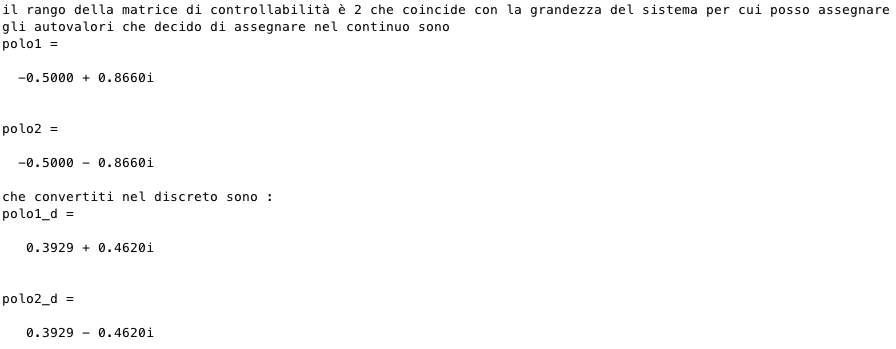 il rango della matrice di controllabilità è 2 che coincide con la grandezza del sistema per cui posso assegnare
gli autovalori che decido di assegnare nel continuo sono
polo1 =
-0.5000 + 0.8660i
polo2 =
-0.5000 - 0.8660i
che convertiti nel discreto sono :
polo1_d =
0.3929 + 0.4620i
polo2_d =
0.3929 - 0.4620i